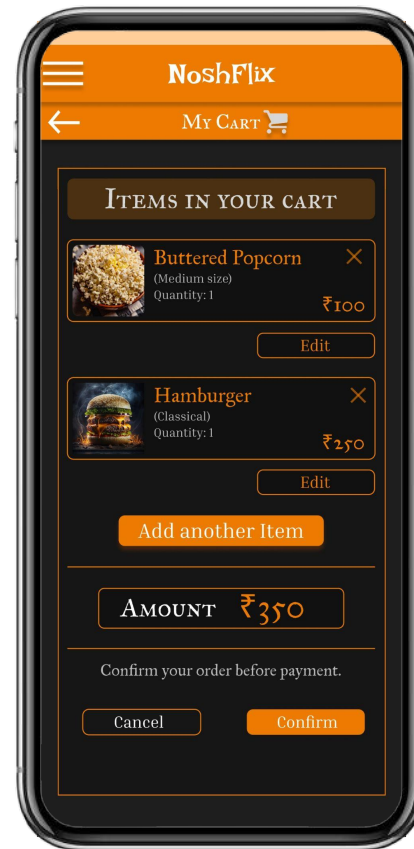 NoshFlix
My Cart
Items in your cart
Buttered Popcorn
(Medium size)
Quantity: 1
₹100
Edit
Hamburger
(Classical)
Quantity: 1
₹250
Edit
Add another Item
Amount ₹350
Confirm your order before payment.
Cancel Confirm